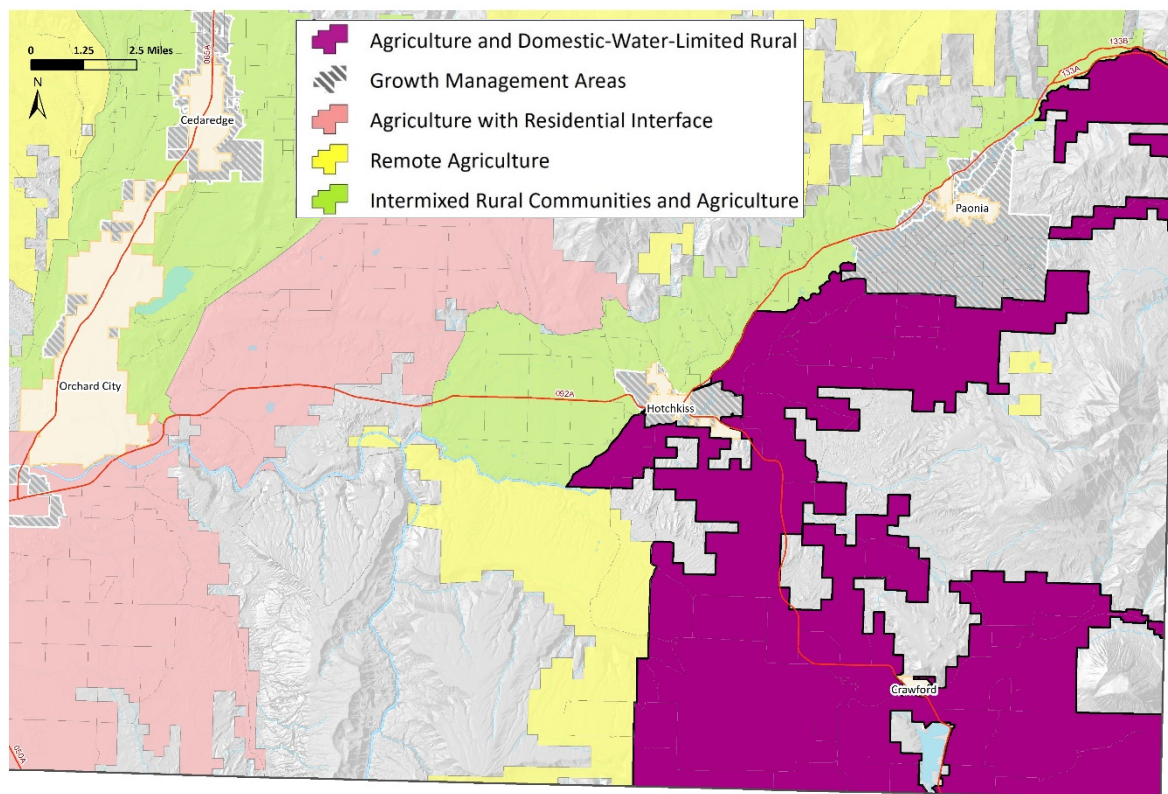 0 1.25 2.5 Miles
N
Agriculture and Domestic-Water-Limited Rural
Growth Management Areas
Agriculture with Residential Interface
Remote Agriculture
Intermixed Rural Communities and Agriculture
065A
133B
133A
Cedaredge
Paonia
Orchard City
092A
Hotchkiss
Crawford
050A